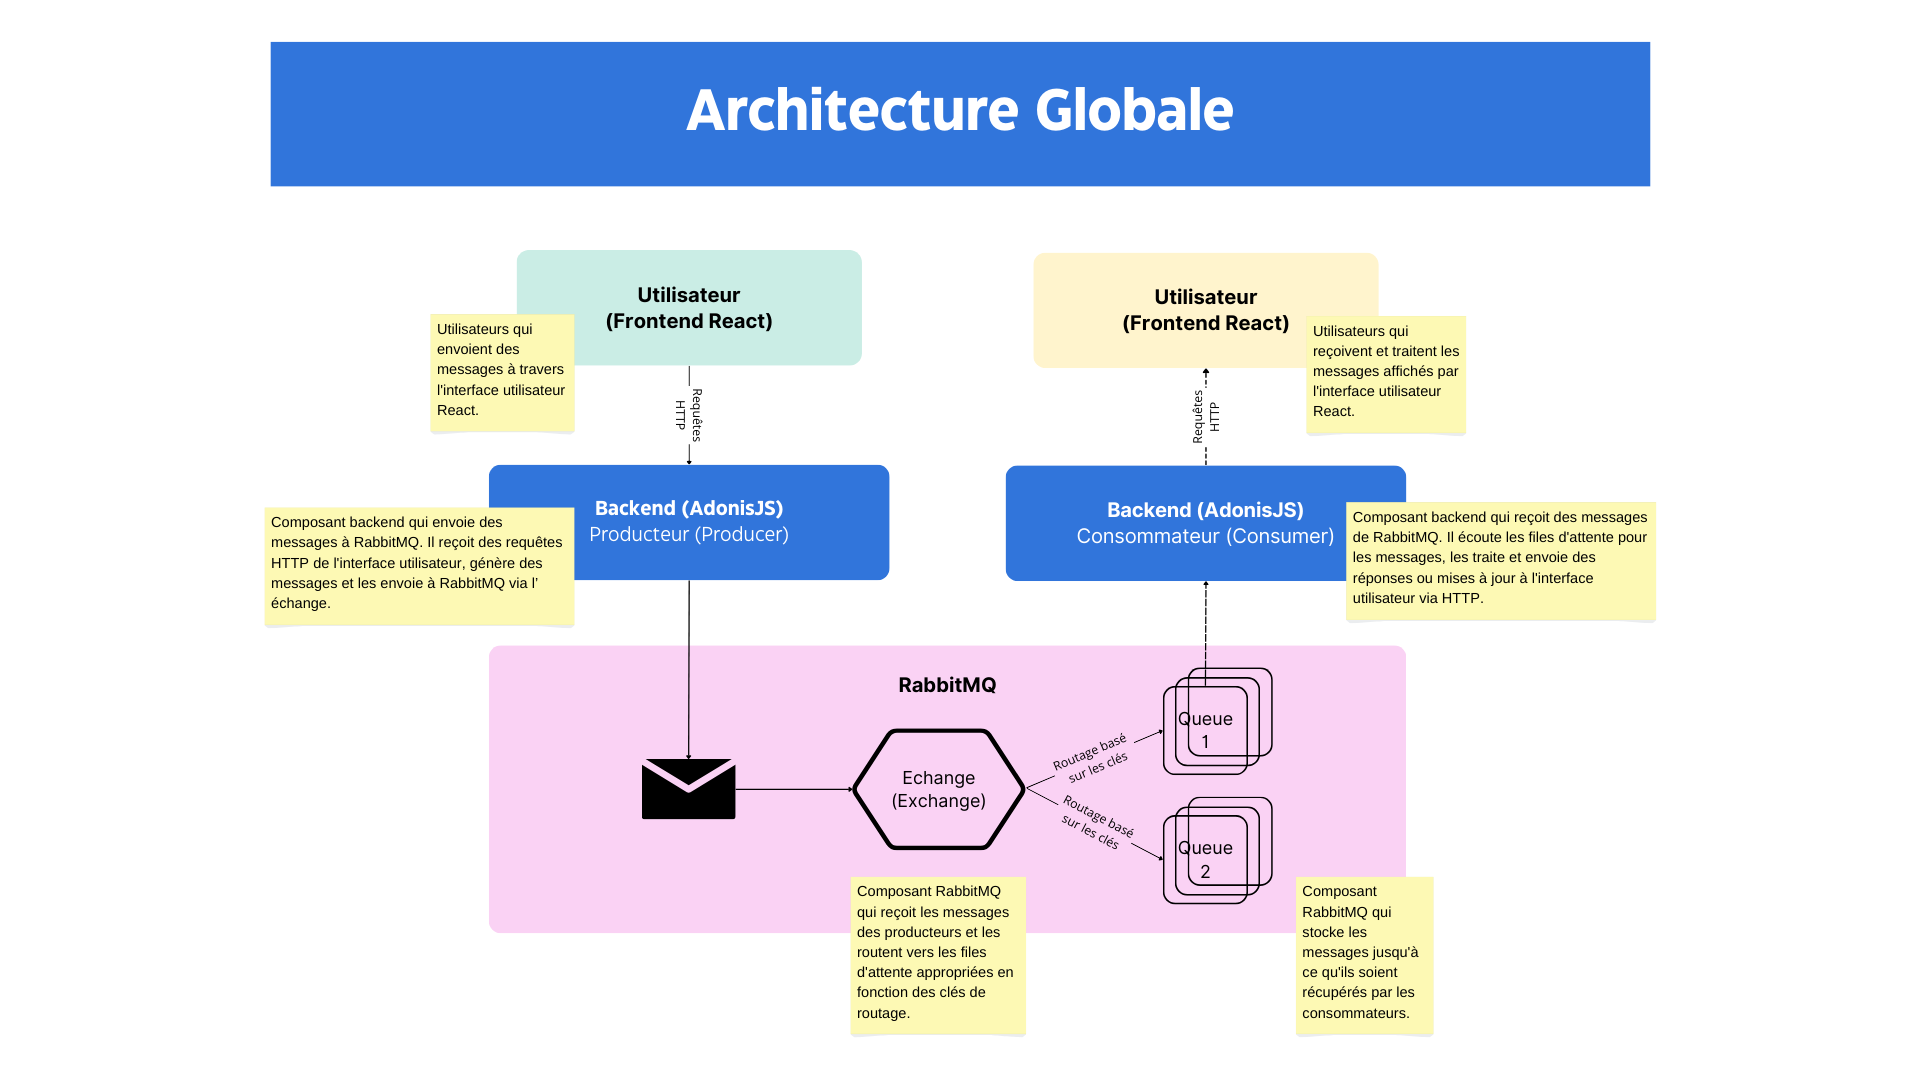 Architecture Globale
Utilisateur
(Frontend React)
Utilisateurs qui
envoient des
messages à travers
l'interface utilisateur
React.
Utilisateur
(Frontend React)
Utilisateurs qui
reçoivent et traitent les
messages affichés par
l'interface utilisateur
React.
Requêtes
HTTP
Requêtes
HTTP
Backend (AdonisJS)
Producteur (Producer)
Composant backend qui envoie des
messages à RabbitMQ. Il reçoit des requêtes
HTTP de l'interface utilisateur, génère des
messages et les envoie à RabbitMQ via l'
échange.
Backend (AdonisJS)
Consommateur (Consumer)
Composant backend qui reçoit des messages
de RabbitMQ. Il écoute les files d'attente pour
les messages, les traite et envoie des
réponses ou mises à jour à l'interface
utilisateur via HTTP.
RabbitMQ
Echange
(Exchange)
Routage basé
sur les clés
Routage basé
sur les clés
Queue
1
Queue
2
Composant RabbitMQ
qui reçoit les messages
des producteurs et les
routent vers les files
d'attente appropriées en
fonction des clés de
routage.
Composant
RabbitMQ qui
stocke les
messages jusqu'à
ce qu'ils soient
récupérés par les
consommateurs.